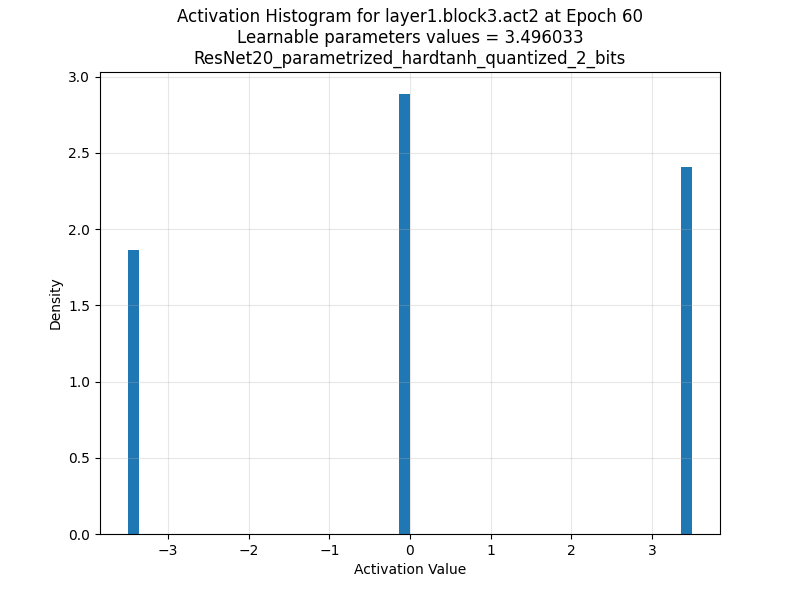 Activation Histogram for layer1.block3.act2 at Epoch 60
Learnable parameters values = 3.496033
ResNet20_parametrized_hardtanh_quantized_2_bits
3.0
2.5
2.0
1.5
1.0
0.5
0.0
Density
−3 −2 −1 0 1 2 3
Activation Value